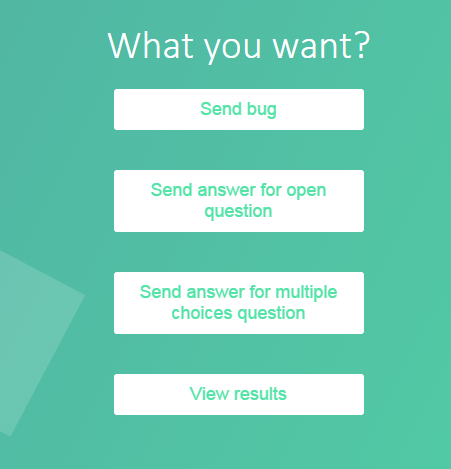 What you want?
Send bug
Send answer for open
question
Send answer for multiple
choices question
View results